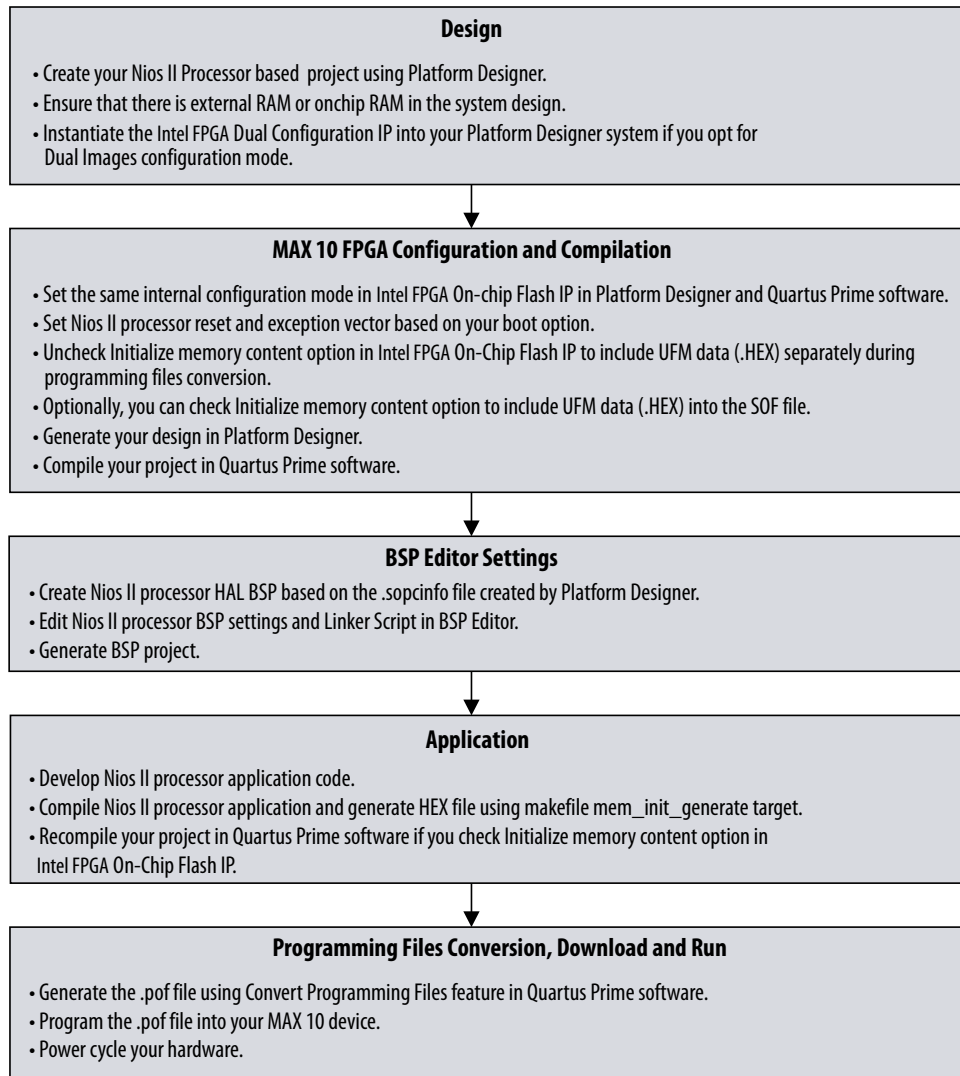 Design
• Create your Nios II Processor based project using Platform Designer.
• Ensure that there is external RAM or onchip RAM in the system design.
• Instantiate the Intel FPGA Dual Configuration IP into your Platform Designer system if you opt for
Dual Images configuration mode.
MAX 10 FPGA Configuration and Compilation
• Set the same internal configuration mode in Intel FPGA On-chip Flash IP in Platform Designer and Quartus Prime software.
• Set Nios II processor reset and exception vector based on your boot option.
• Uncheck Initialize memory content option in Intel FPGA On-Chip Flash IP to include UFM data (.HEX) separately during
programming files conversion.
• Optionally, you can check Initialize memory content option to include UFM data (.HEX) into the SOF file.
• Generate your design in Platform Designer.
• Compile your project in Quartus Prime software.
BSP Editor Settings
• Create Nios II processor HAL BSP based on the .sopcinfo file created by Platform Designer.
• Edit Nios II processor BSP settings and Linker Script in BSP Editor.
• Generate BSP project.
Application
• Develop Nios II processor application code.
• Compile Nios II processor application and generate HEX file using makefile mem_init_generate target.
• Recompile your project in Quartus Prime software if you check Initialize memory content option in
Intel FPGA On-Chip Flash IP.
Programming Files Conversion, Download and Run
• Generate the .pof file using Convert Programming Files feature in Quartus Prime software.
• Program the .pof file into your MAX 10 device.
• Power cycle your hardware.